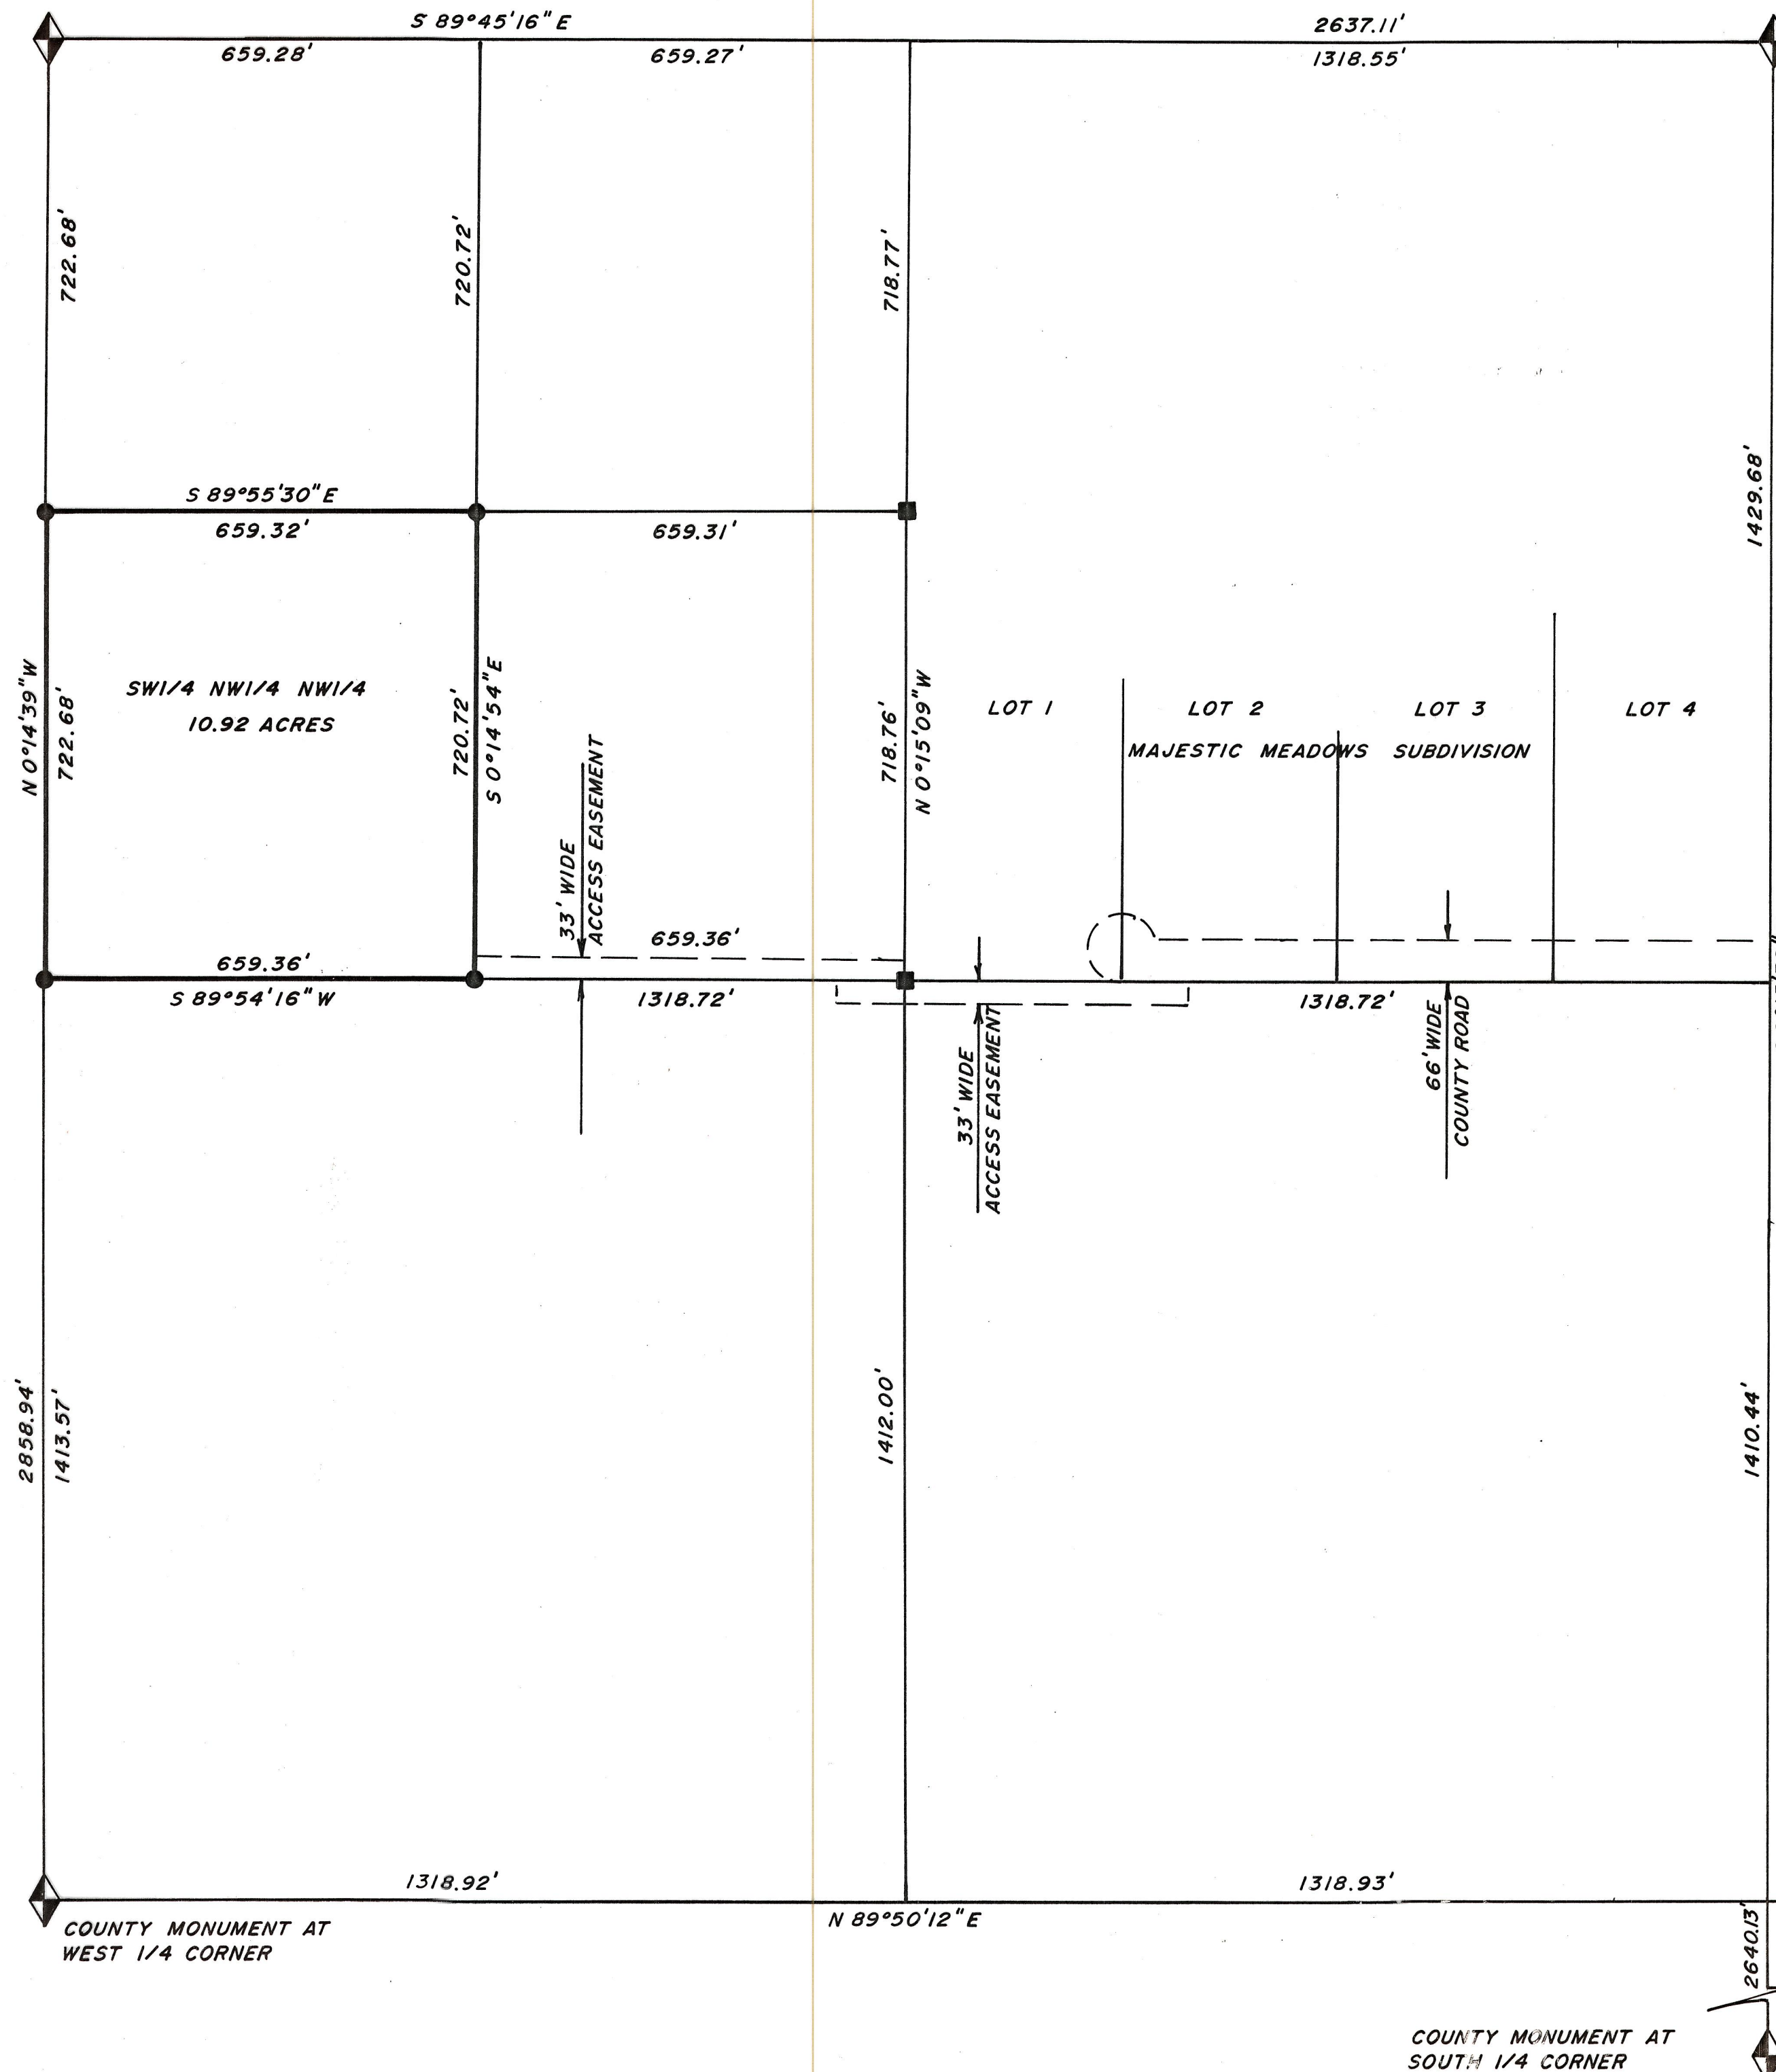 S 89°45'16" E
2637.11'
659.28'
659.27'
1318.55'
722.68'
720.72'
718.77'
1429.68'
S 89°55'30" E
659.32'
659.31'
N 0°14'39" W
722.68'
SW1/4 NW1/4 NW1/4
10.92 ACRES
720.72'
S 0°14'54" E
33' WIDE
ACCESS EASEMENT
718.76'
N 0°15'09" W
LOT 1
LOT 2
LOT 3
LOT 4
MAJESTIC MEADOWS SUBDIVISION
659.36'
659.36'
S 89°54'16" W
1318.72'
1318.72'
33' WIDE
ACCESS EASEMENT
66' WIDE
COUNTY ROAD
2858.94'
1413.57'
1412.00'
1410.44'
1318.92'
1318.93'
N 89°50'12" E
COUNTY MONUMENT AT
WEST 1/4 CORNER
2640.13'
COUNTY MONUMENT AT
SOUTH 1/4 CORNER